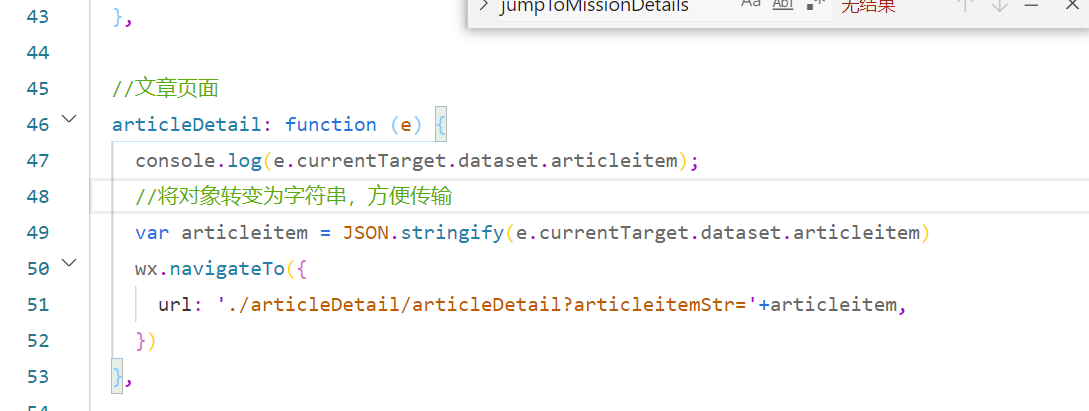 jumpToMissionDetails Aa Abl .* 无结果
43 },
44
45 //文章页面
46 articleDetail: function (e) {
47 console.log(e.currentTarget.dataset.articleitem);
48 //将对象转变为字符串，方便传输
49 var articleitem = JSON.stringify(e.currentTarget.dataset.articleitem)
50 wx.navigateTo({
51 url: './articleDetail/articleDetail?articleitemStr='+articleitem,
52 })
53 },